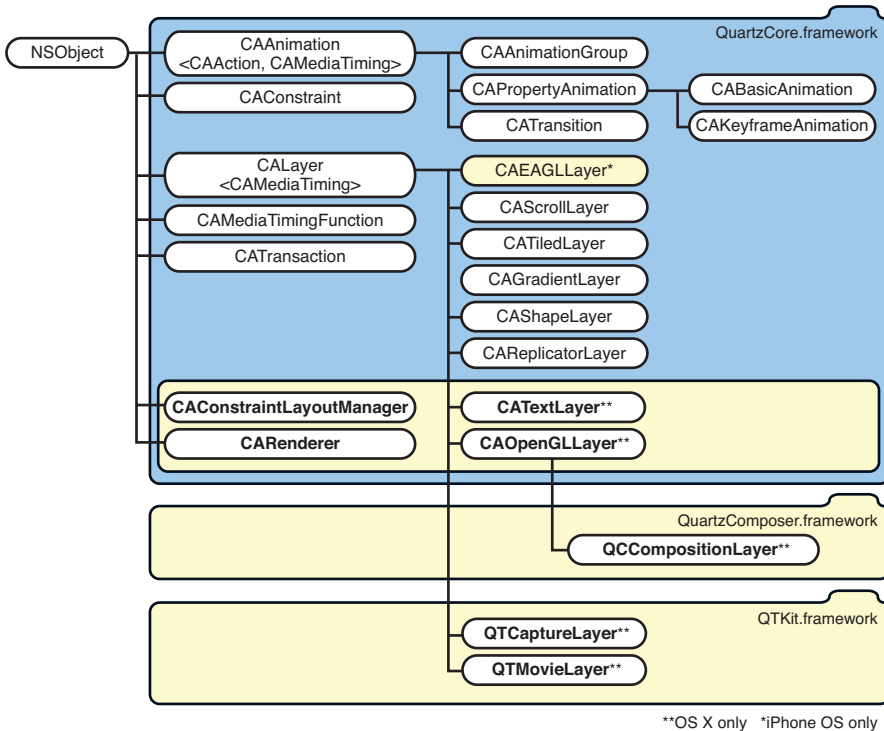 QuartzCore.framework
NSObject
CAAnimation
<CAAction, CAMediaTiming>
CAAnimationGroup
CAConstraint
CAPropertyAnimation
CABasicAnimation
CATransition
CAKeyframeAnimation
CALayer
<CAMediaTiming>
CAEAGLLayer*
CAMediaTimingFunction
CAScrollLayer
CATransaction
CATiledLayer
CAGradientLayer
CAShapeLayer
CAReplicatorLayer
CAConstraintLayoutManager
CATextLayer**
CARenderer
CAOpenGLLayer**
QuartzComposer.framework
QCCompositionLayer**
QTKit.framework
QTCaptureLayer**
QTMovieLayer**
**OS X only *iPhone OS only